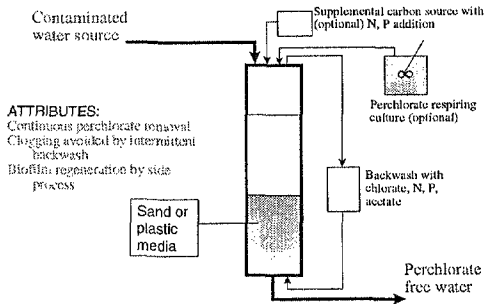 Contaminated
water source
Supplemental carbon source with
(optional) N, P addition
Perchlorate respiring
culture (optional)
ATTRIBUTES:
Continuous perchlorate removal
Clogging avoided by intermittent
backwash
Biofilm regeneration by side
process
Backwash with
chlorate, N, P,
acetate
Sand or
plastic
media
Perchlorate
free water